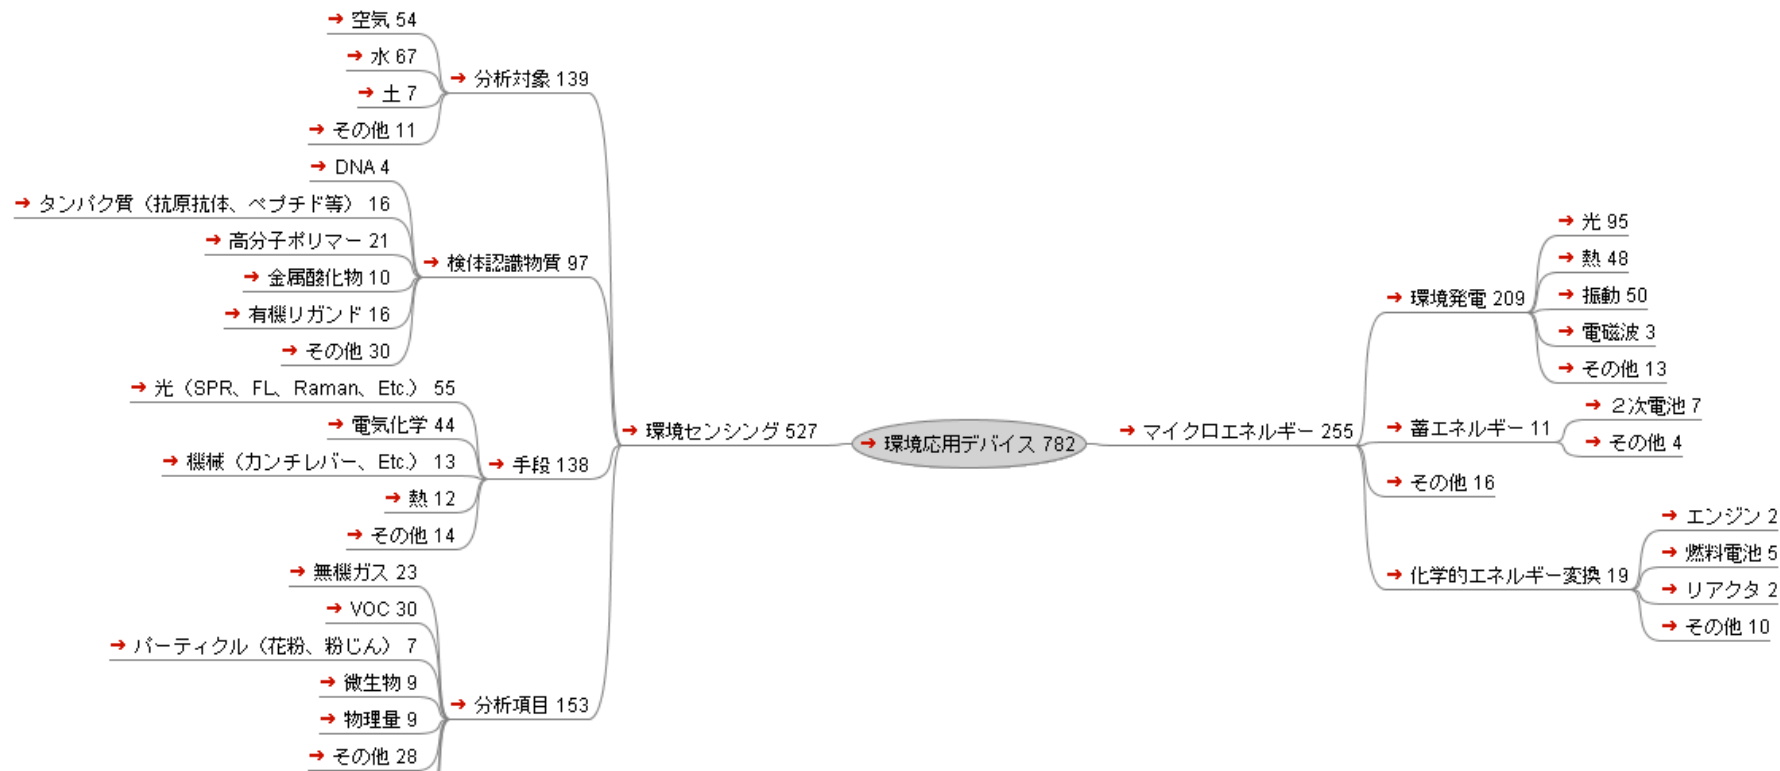 → 空気 54
→ 水 67
→ 土 7
→ その他 11
→ 分析対象 139
→ DNA 4
→ タンパク質（抗原抗体、ペプチド等） 16
→ 高分子ポリマー 21
→ 金属酸化物 10
→ 有機リガンド 16
→ その他 30
→ 検体認識物質 97
→ 光（SPR、FL、Raman、Etc.） 55
→ 電気化学 44
→ 機械（カンチレバー、Etc.） 13
→ 熱 12
→ その他 14
→ 手段 138
→ 無機ガス 23
→ VOC 30
→ パーティクル（花粉、粉じん） 7
→ 微生物 9
→ 物理量 9
→ その他 28
→ 分析項目 153
→ 環境センシング 527
→ 環境応用デバイス 782
→ マイクロエネルギー 255
→ 環境発電 209
→ 光 95
→ 熱 48
→ 振動 50
→ 電磁波 3
→ その他 13
→ 蓄エネルギー 11
→ ２次電池 7
→ その他 4
→ その他 16
→ 化学的エネルギー変換 19
→ エンジン 2
→ 燃料電池 5
→ リアクタ 2
→ その他 10